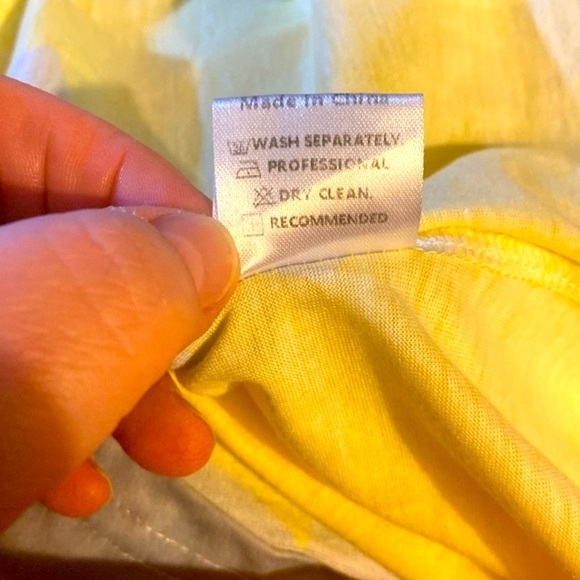 Made in China
WASH SEPARATELY.
PROFESSIONAL
DRY CLEAN.
RECOMMENDED